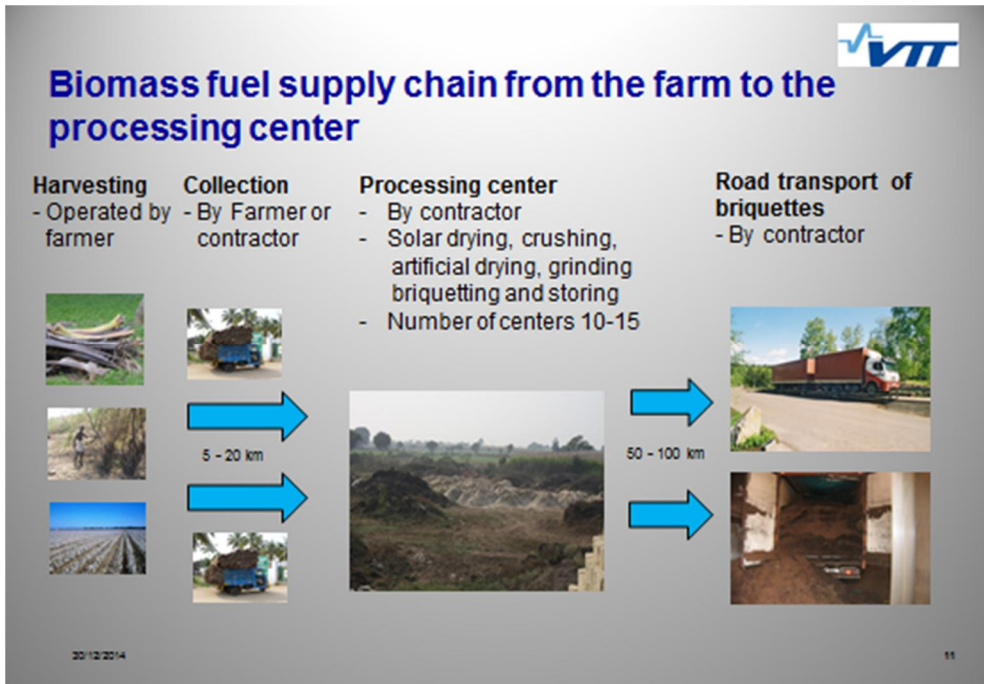 VTT
Biomass fuel supply chain from the farm to the
processing center
Harvesting
- Operated by
farmer
Collection
- By Farmer or
contractor
Processing center
- By contractor
- Solar drying, crushing,
artificial drying, grinding
briquetting and storing
- Number of centers 10-15
Road transport of
briquettes
- By contractor
5 - 20 km
50 - 100 km
30/12/2014
11